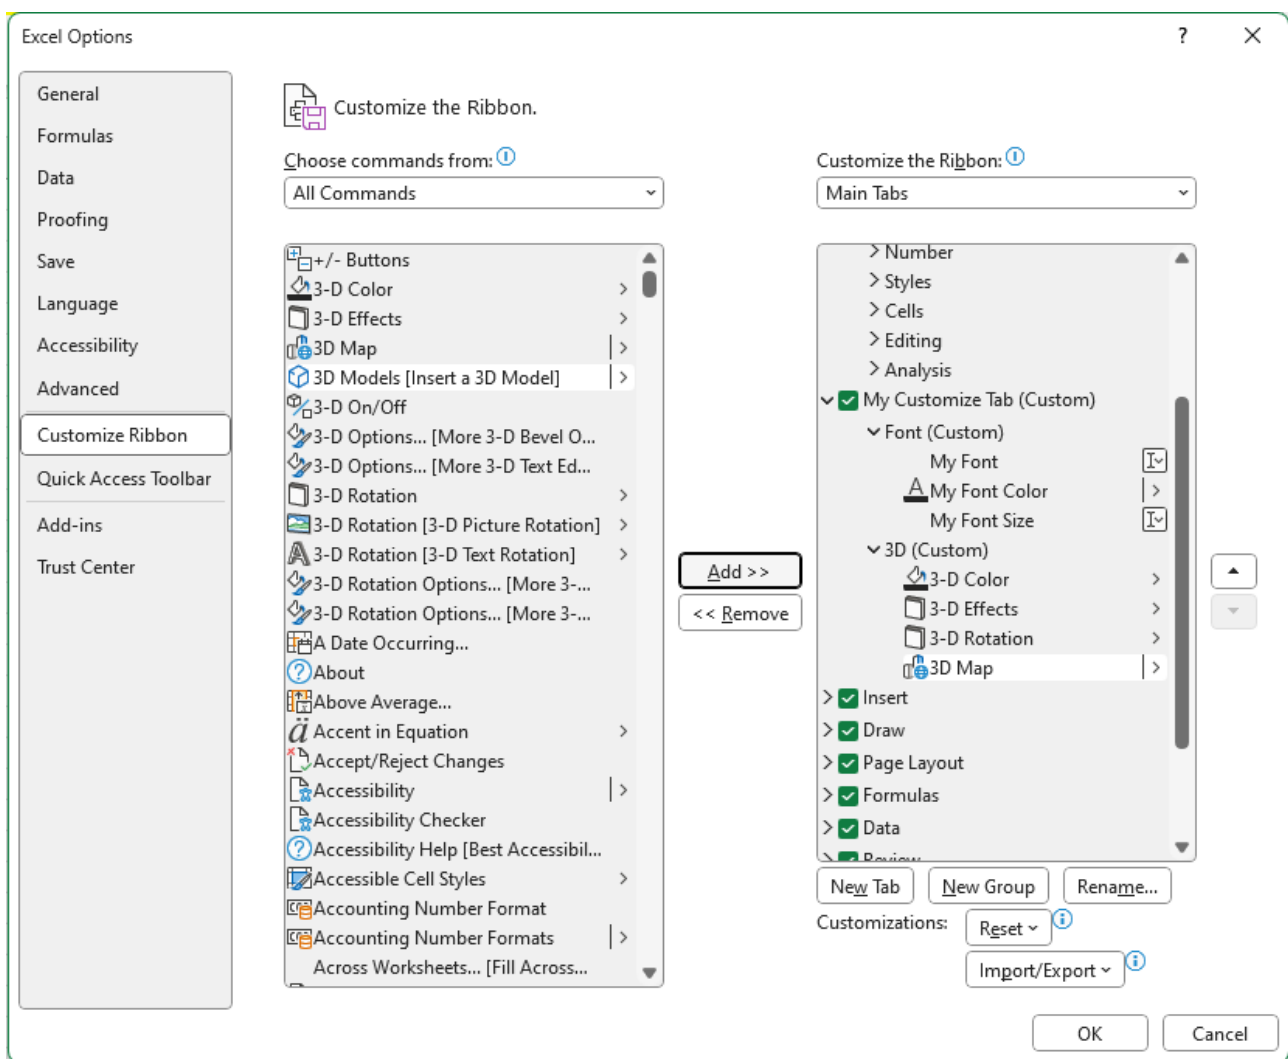 Excel Options
?
General
Formulas
Data
Proofing
Save
Language
Accessibility
Advanced
Customize Ribbon
Quick Access Toolbar
Add-ins
Trust Center
Customize the Ribbon.
Choose commands from:
All Commands
+/- Buttons
3-D Color
3-D Effects
3D Map
3D Models [Insert a 3D Model]
3-D On/Off
3-D Options... [More 3-D Bevel O...
3-D Options... [More 3-D Text Ed...
3-D Rotation
3-D Rotation [3-D Picture Rotation]
3-D Rotation [3-D Text Rotation]
3-D Rotation Options... [More 3-...
3-D Rotation Options... [More 3-...
A Date Occurring...
About
Above Average...
Accent in Equation
Accept/Reject Changes
Accessibility
Accessibility Checker
Accessibility Help [Best Accessibil...
Accessible Cell Styles
Accounting Number Format
Accounting Number Formats
Across Worksheets... [Fill Across...
Add >>
<< Remove
Customize the Ribbon:
Main Tabs
Number
Styles
Cells
Editing
Analysis
My Customize Tab (Custom)
Font (Custom)
My Font
My Font Color
My Font Size
3D (Custom)
3-D Color
3-D Effects
3-D Rotation
3D Map
Insert
Draw
Page Layout
Formulas
Data
Review
New Tab
New Group
Rename...
Customizations:
Reset
Import/Export
OK
Cancel